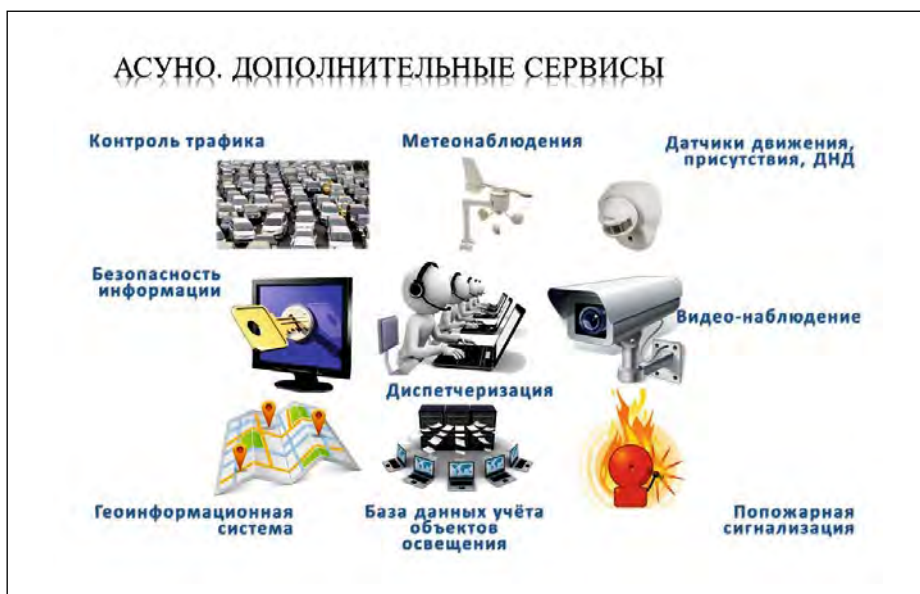 АСУНО. ДОПОЛНИТЕЛЬНЫЕ СЕРВИСЫ
Контроль трафика
Метеонаблюдения
Датчики движения,
присутствия, ДНД
Безопасность
информации
Диспетчеризация
Видео-наблюдение
Геоинформационная
система
База данных учёта
объектов
освещения
Попожарная
сигнализация